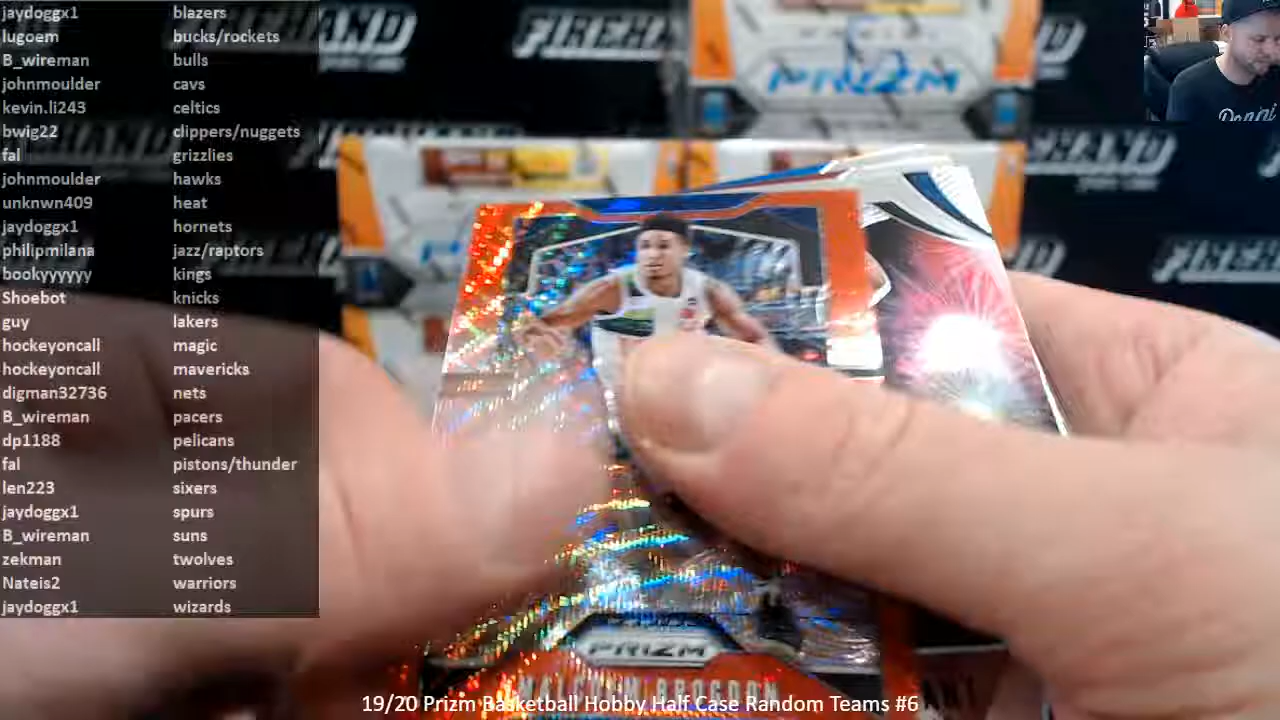 jaydoggx1 blazers
lugoem bucks/rockets
B_wireman bulls
johnmoulder cavs
kevin.li243 celtics
bwig22 clippers/nuggets
fal grizzlies
johnmoulder hawks
unknwn409 heat
jaydoggx1 hornets
philipmilana jazz/raptors
bookyyyyyy kings
Shoebot knicks
guy lakers
hockeyoncall magic
hockeyoncall mavericks
digman32736 nets
B_wireman pacers
dp1188 pelicans
fal pistons/thunder
len223 sixers
jaydoggx1 spurs
B_wireman suns
zekman twolves
Nateis2 warriors
jaydoggx1 wizards
FIREHAND
PRIZM
PRIZM
MALCOLM BROGDON
19/20 Prizm Basketball Hobby Half Case Random Teams #6